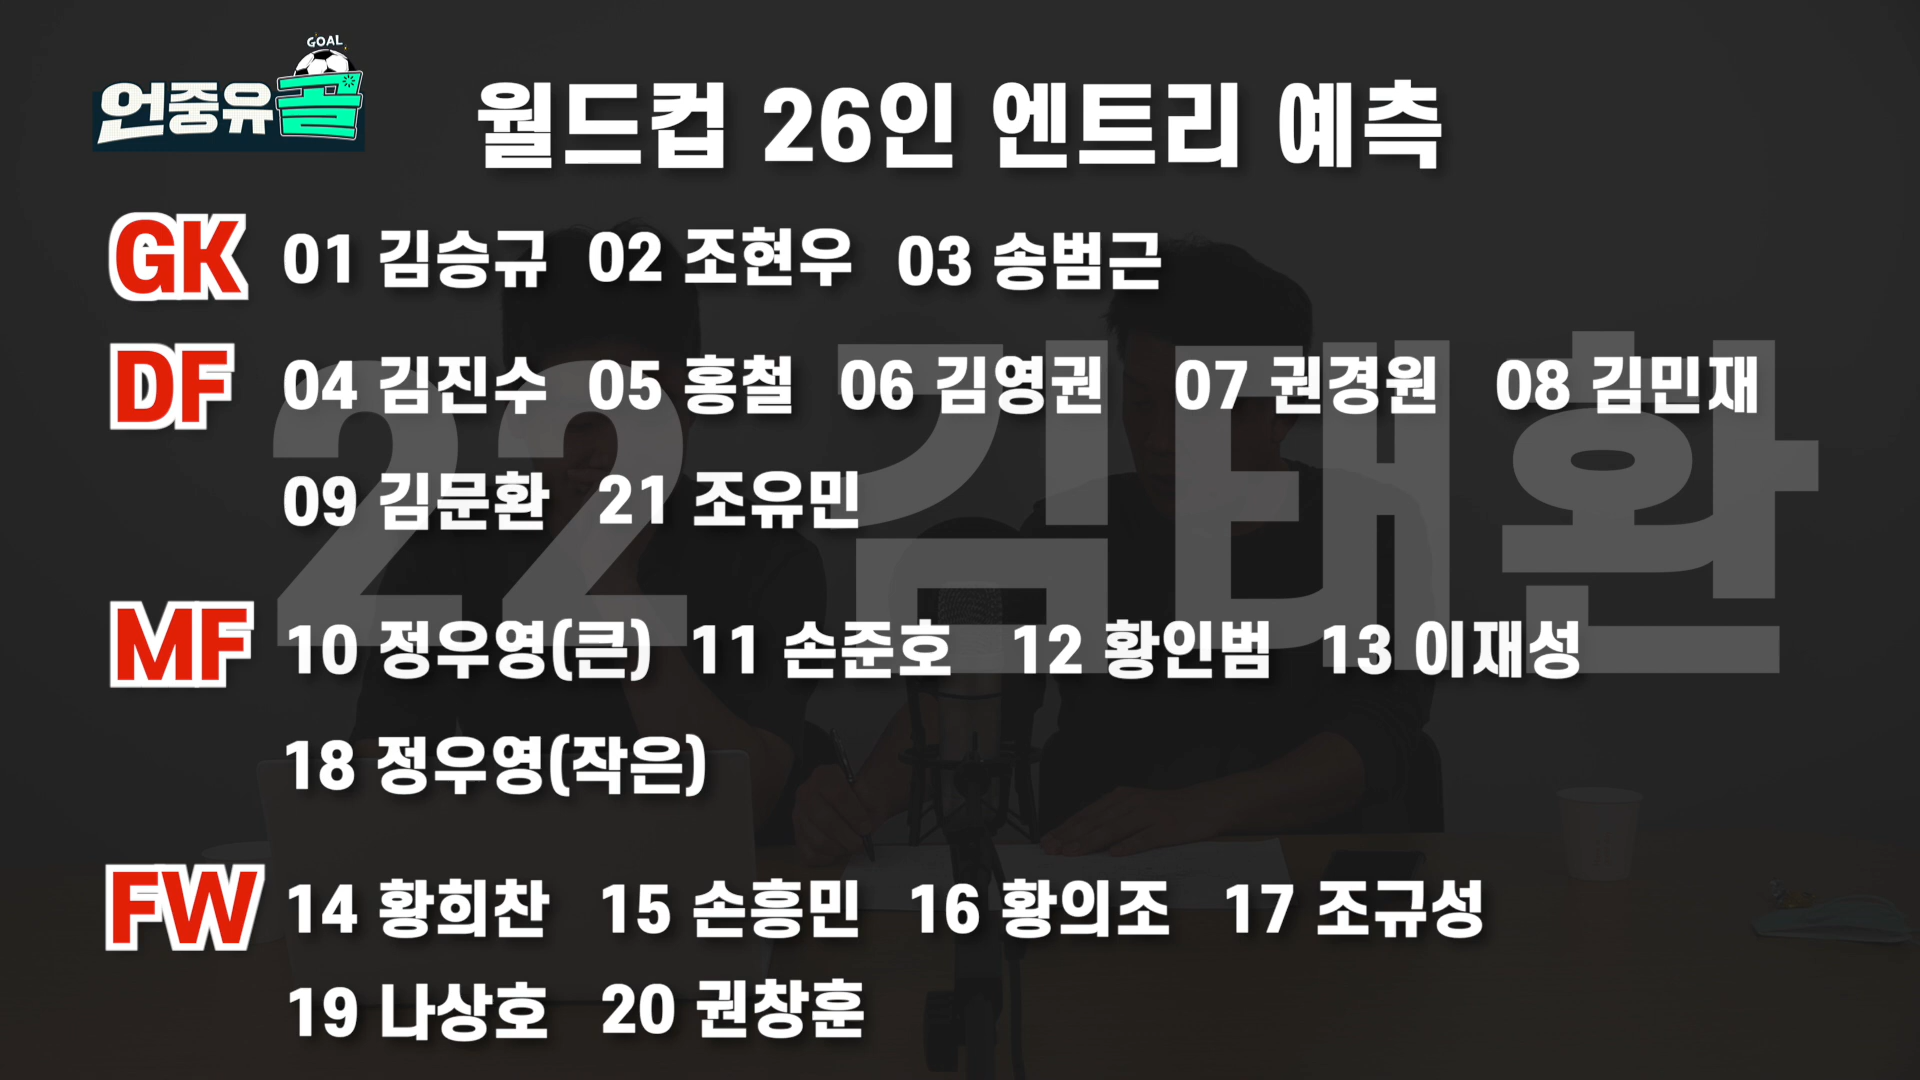 GOAL
언중유골
월드컵 26인 엔트리 예측
GK 01 김승규 02 조현우 03 송범근
DF 04 김진수 05 홍철 06 김영권 07 권경원 08 김민재
09 김문환 21 조유민
22 김태환
MF 10 정우영(큰) 11 손준호 12 황인범 13 이재성
18 정우영(작은)
FW 14 황희찬 15 손흥민 16 황의조 17 조규성
19 나상호 20 권창훈